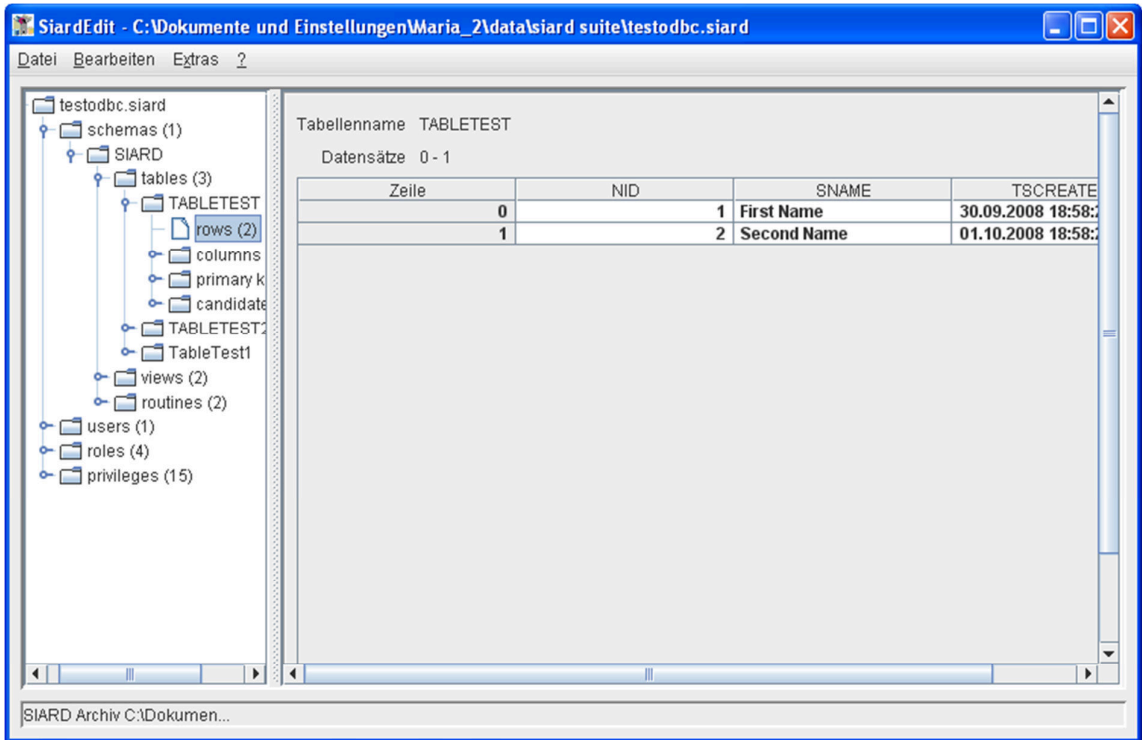 SiardEdit - C:\Dokumente und Einstellungen\Maria_2\data\siard suite\testodbc.siard
Datei Bearbeiten Extras ?
testodbc.siard
schemas (1)
SIARD
tables (3)
TABLETEST
rows (2)
columns
primary k
candidate
TABLETEST2
TableTest1
views (2)
routines (2)
users (1)
roles (4)
privileges (15)
Tabellenname TABLETEST
Datensätze 0 - 1
Zeile NID SNAME TSCREATE
0 1 First Name 30.09.2008 18:58:2
1 2 Second Name 01.10.2008 18:58:2
SIARD Archiv C:\Dokumen...